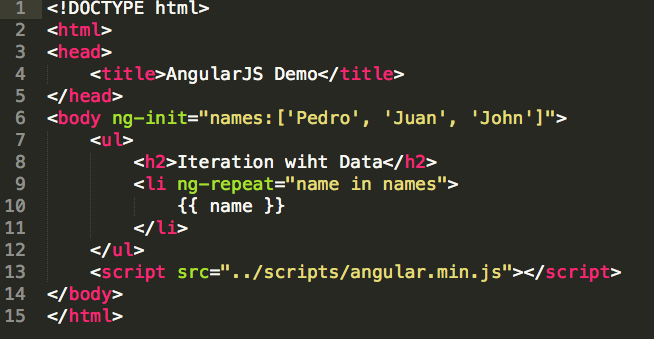 1 <!DOCTYPE html>
2 <html>
3 <head>
4     <title>AngularJS Demo</title>
5 </head>
6 <body ng-init="names:['Pedro', 'Juan', 'John']">
7     <ul>
8         <h2>Iteration wiht Data</h2>
9         <li ng-repeat="name in names">
10             {{ name }}
11         </li>
12     </ul>
13     <script src="../scripts/angular.min.js"></script>
14 </body>
15 </html>